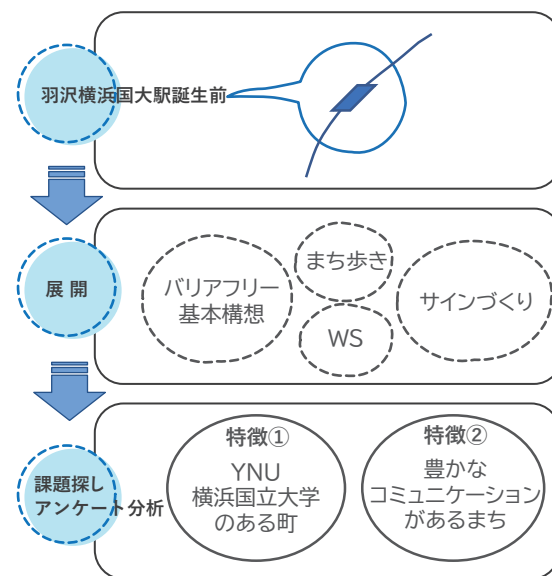 羽沢横浜国大駅誕生前
展 開
バリアフリー
基本構想
まち歩き
WS
サインづくり
課題探し
アンケート分析
特徴①
YNU
横浜国立大学
のある町
特徴②
豊かな
コミュニケーション
があるまち